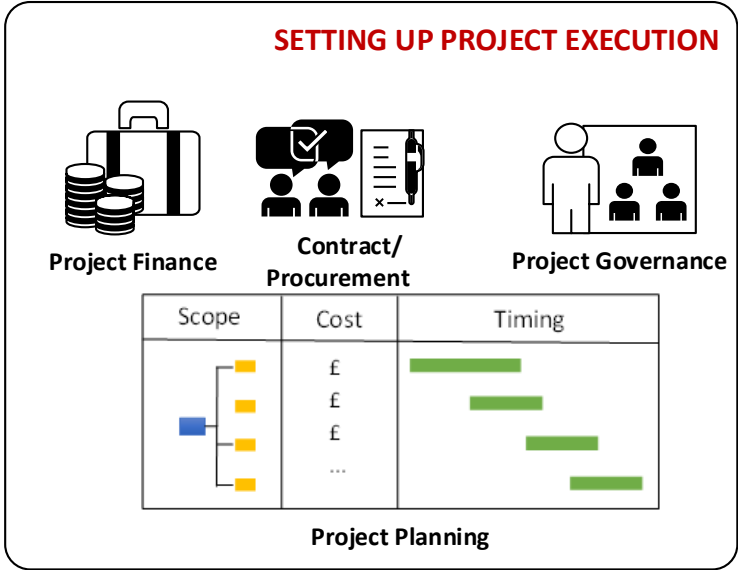 SETTING UP PROJECT EXECUTION
Project Finance
Contract/
Procurement
Project Governance
Scope
Cost
Timing
£
£
£
...
Project Planning